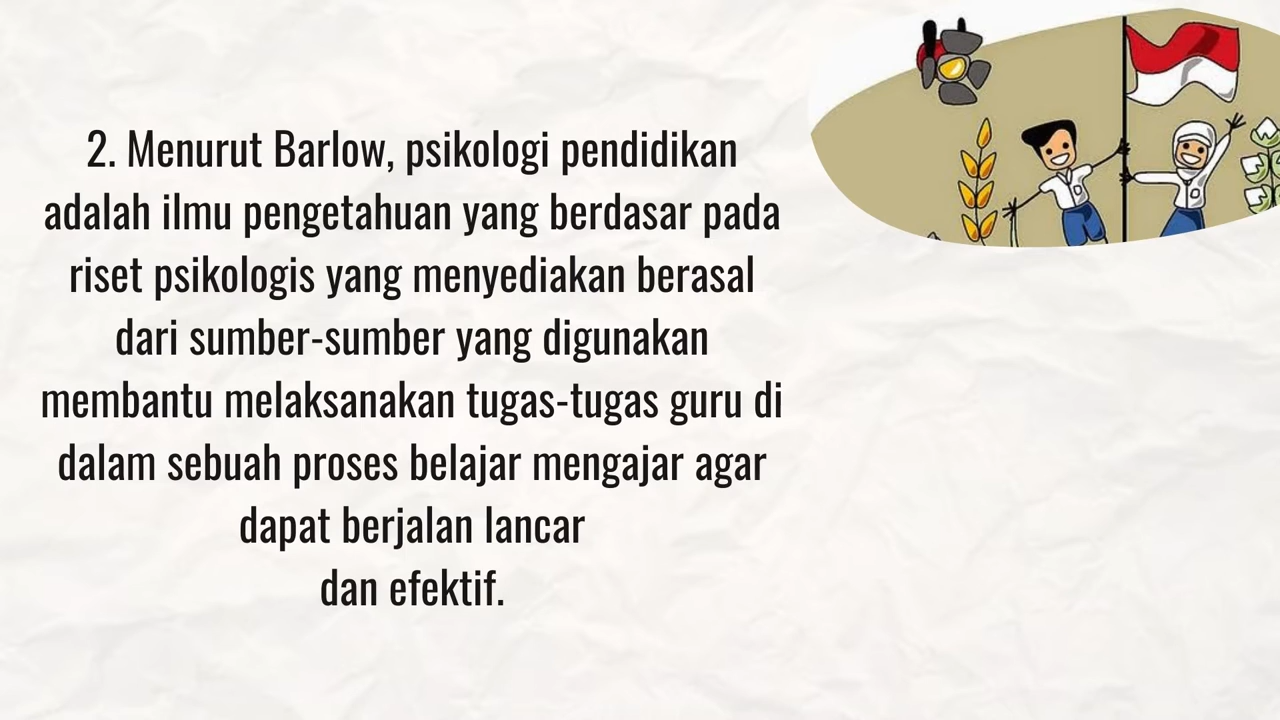 2. Menurut Barlow, psikologi pendidikan
adalah ilmu pengetahuan yang berdasar pada
riset psikologis yang menyediakan berasal
dari sumber-sumber yang digunakan
membantu melaksanakan tugas-tugas guru di
dalam sebuah proses belajar mengajar agar
dapat berjalan lancar
dan efektif.